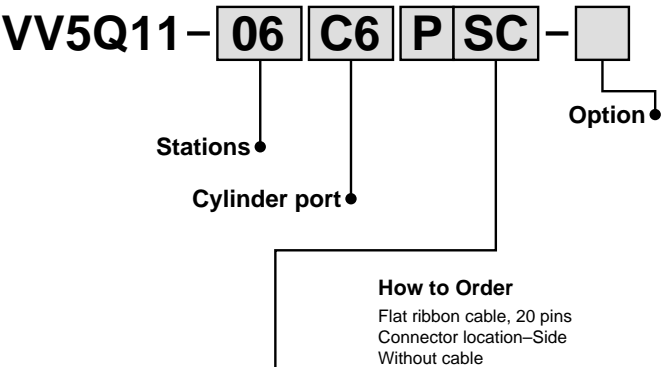 VV5Q11–06 C6 P SC–
Option
Stations
Cylinder port
How to Order
Flat ribbon cable, 20 pins
Connector location–Side
Without cable